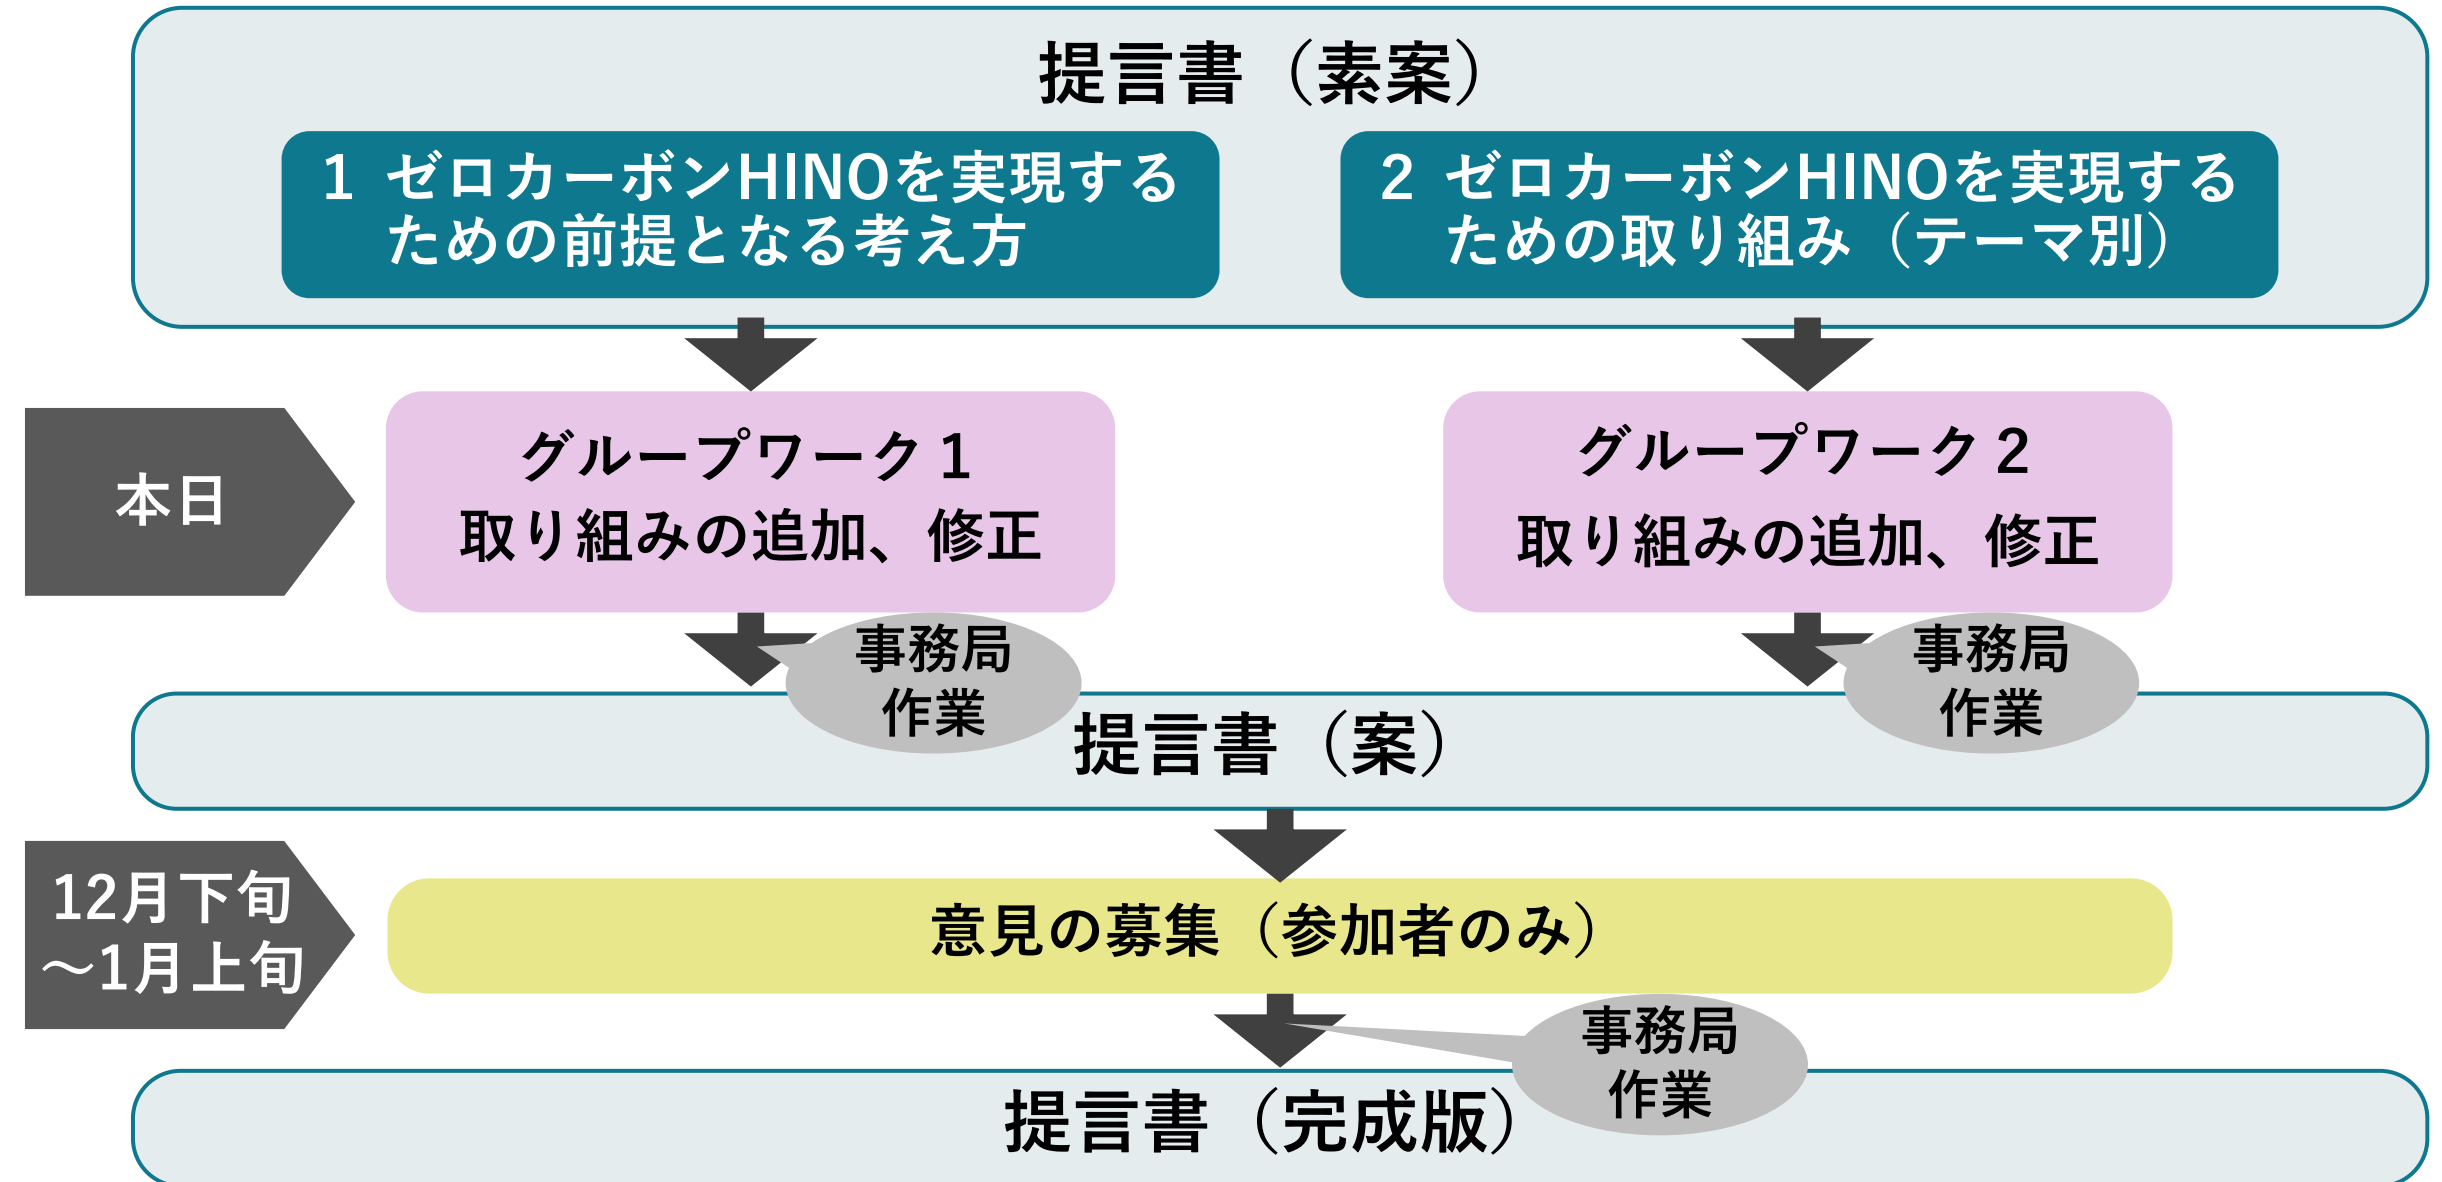 提言書（素案）
1 ゼロカーボンHINOを実現する
ための前提となる考え方
2 ゼロカーボンHINOを実現する
ための取り組み（テーマ別）
本日
グループワーク１
取り組みの追加、修正
グループワーク２
取り組みの追加、修正
事務局
作業
事務局
作業
提言書（案）
12月下旬
～1月上旬
意見の募集（参加者のみ）
事務局
作業
提言書（完成版）